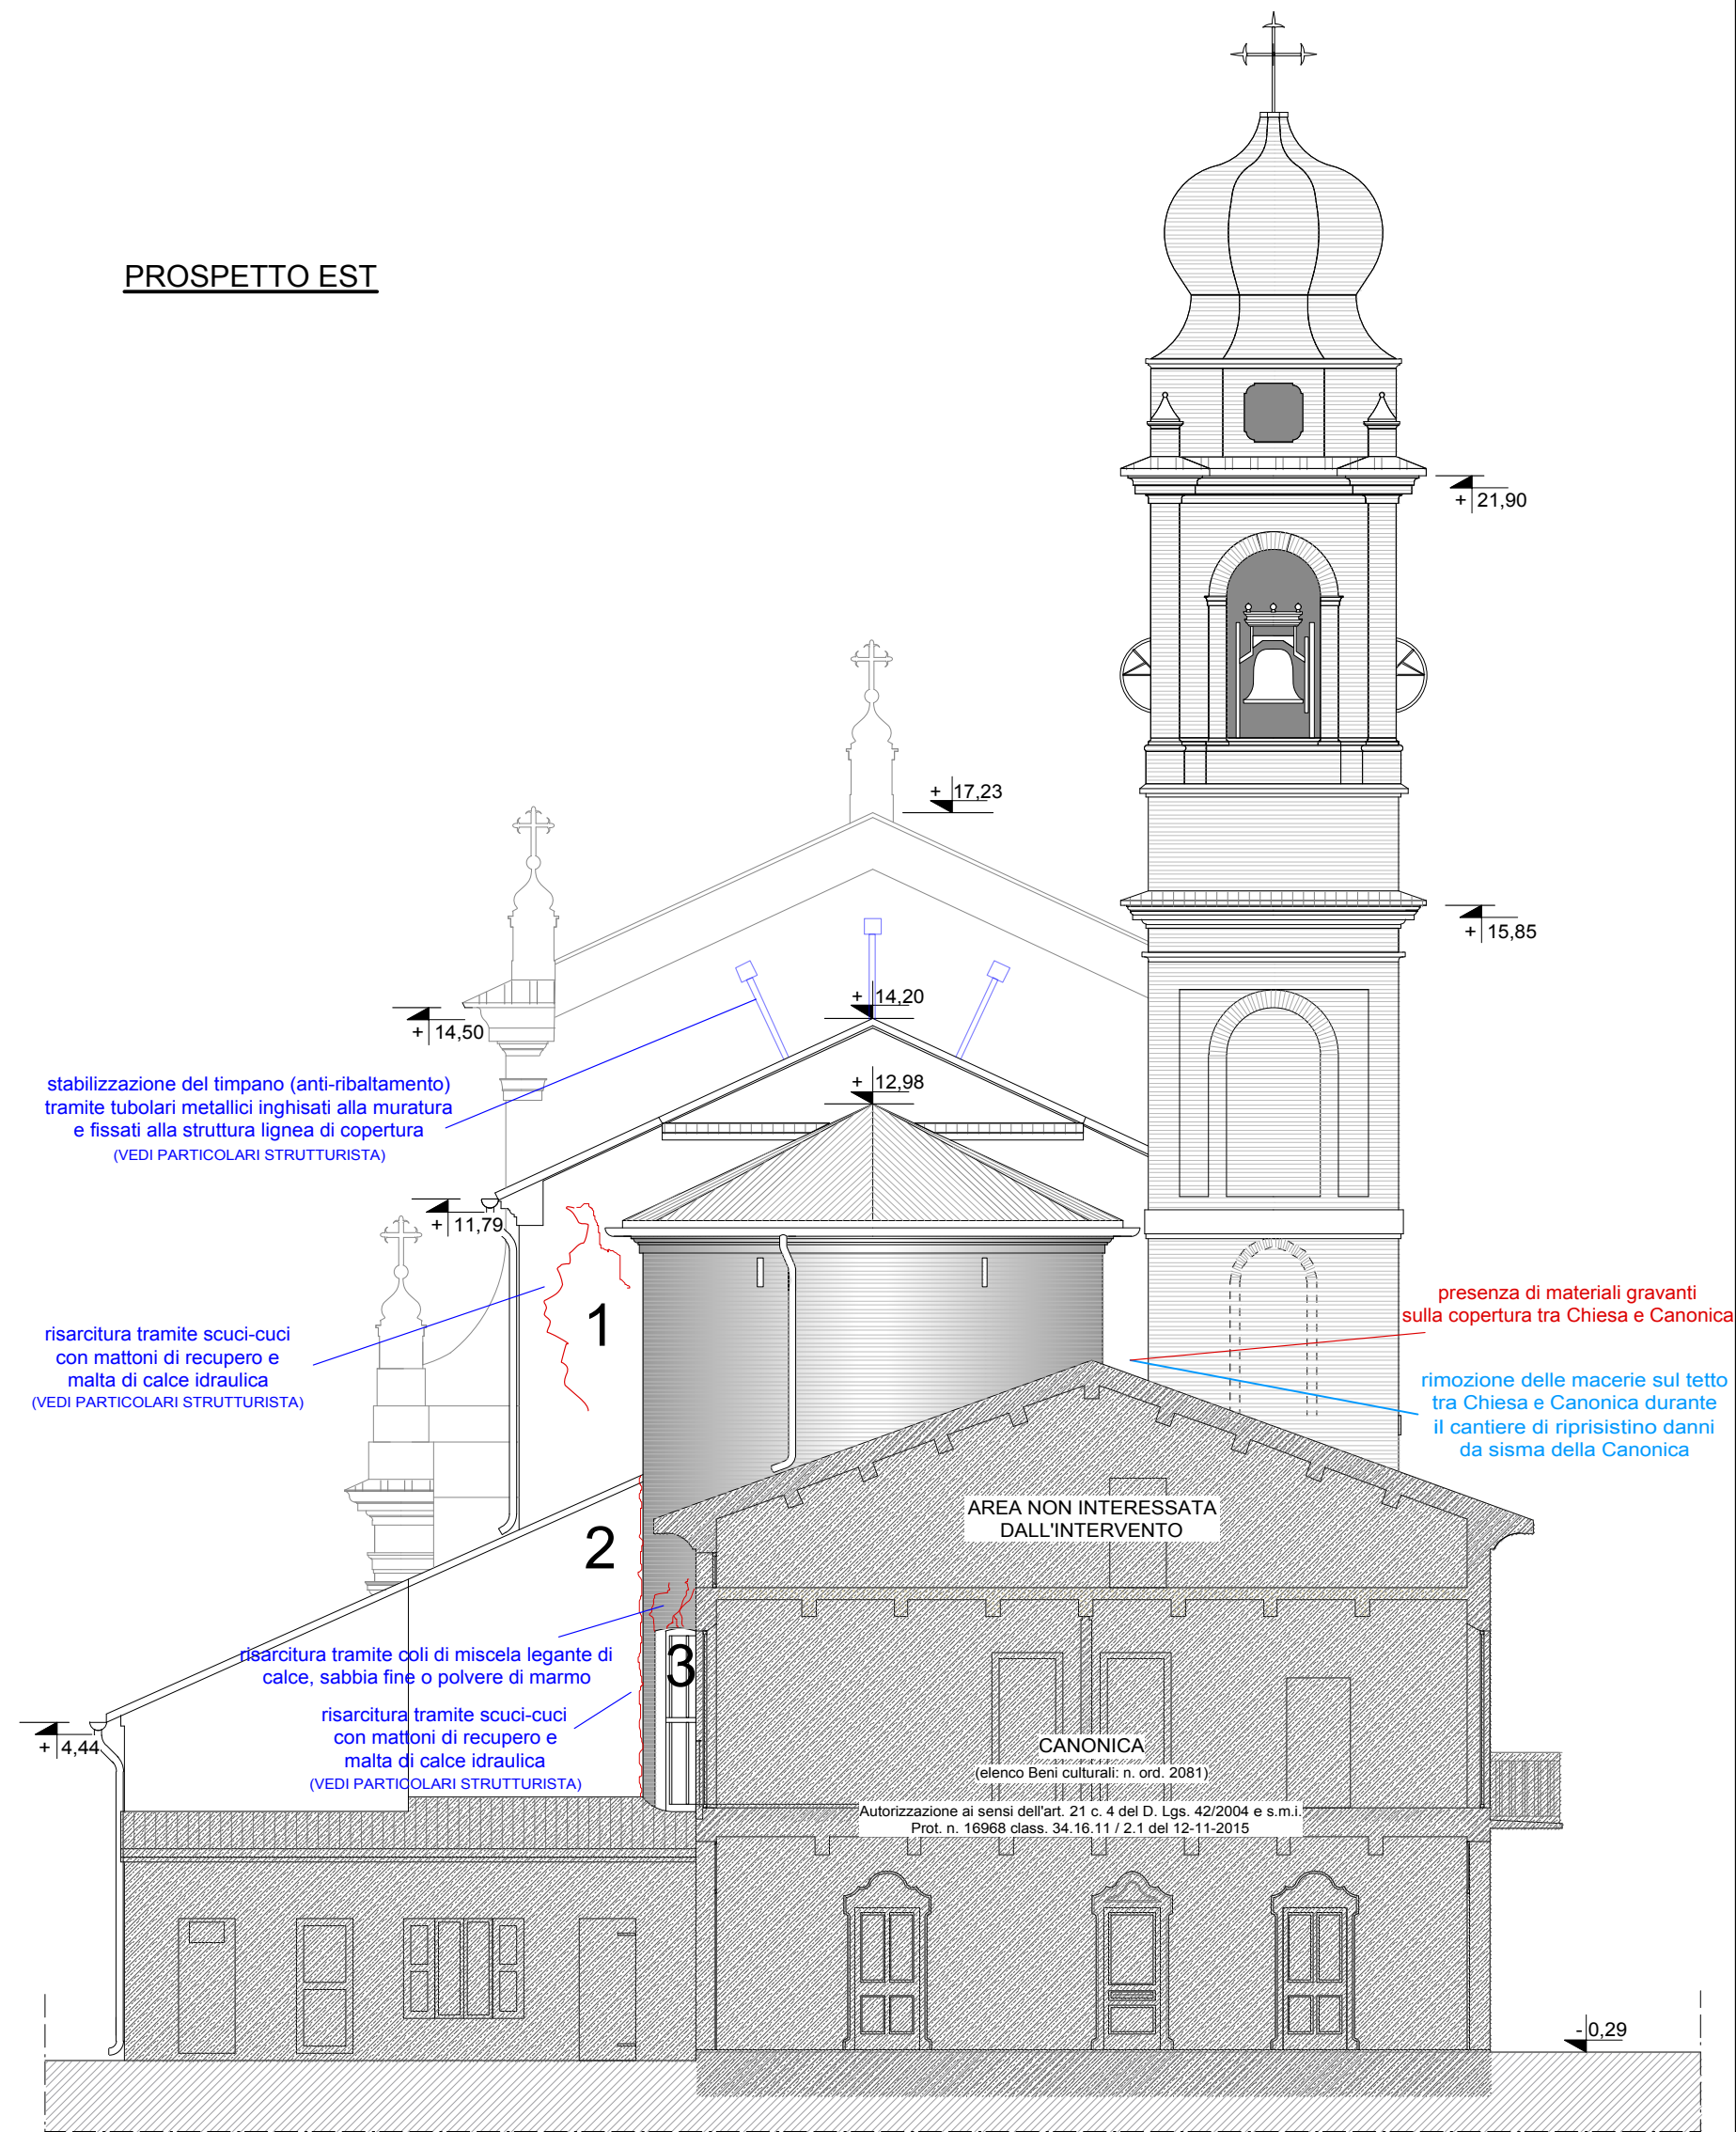 PROSPETTO EST
+ 21,90
+ 17,23
+ 15,85
+ 14,20
+ 14,50
+ 12,98
stabilizzazione del timpano (anti-ribaltamento)
tramite tubolari metallici inghisati alla muratura
e fissati alla struttura lignea di copertura
(VEDI PARTICOLARI STRUTTURISTA)
+ 11,79
1
risarcitura tramite scuci-cuci
con mattoni di recupero e
malta di calce idraulica
(VEDI PARTICOLARI STRUTTURISTA)
presenza di materiali gravanti
sulla copertura tra Chiesa e Canonica
rimozione delle macerie sul tetto
tra Chiesa e Canonica durante
il cantiere di riprisistino danni
da sisma della Canonica
AREA NON INTERESSATA
DALL'INTERVENTO
2
risarcitura tramite coli di miscela legante di
calce, sabbia fine o polvere di marmo
3
risarcitura tramite scuci-cuci
con mattoni di recupero e
malta di calce idraulica
(VEDI PARTICOLARI STRUTTURISTA)
+ 4,44
CANONICA
(elenco Beni culturali: n. ord. 2081)
Autorizzazione ai sensi dell'art. 21 c. 4 del D. Lgs. 42/2004 e s.m.i.
Prot. n. 16968 class. 34.16.11 / 2.1 del 12-11-2015
- 0,29